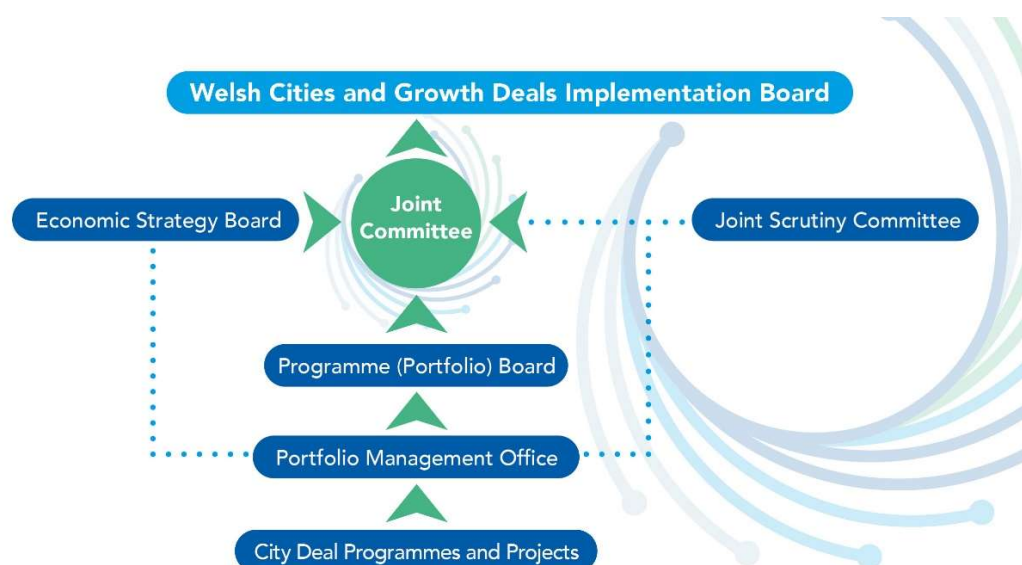 Welsh Cities and Growth Deals Implementation Board
Joint
Committee
Economic Strategy Board
Joint Scrutiny Committee
Programme (Portfolio) Board
Portfolio Management Office
City Deal Programmes and Projects